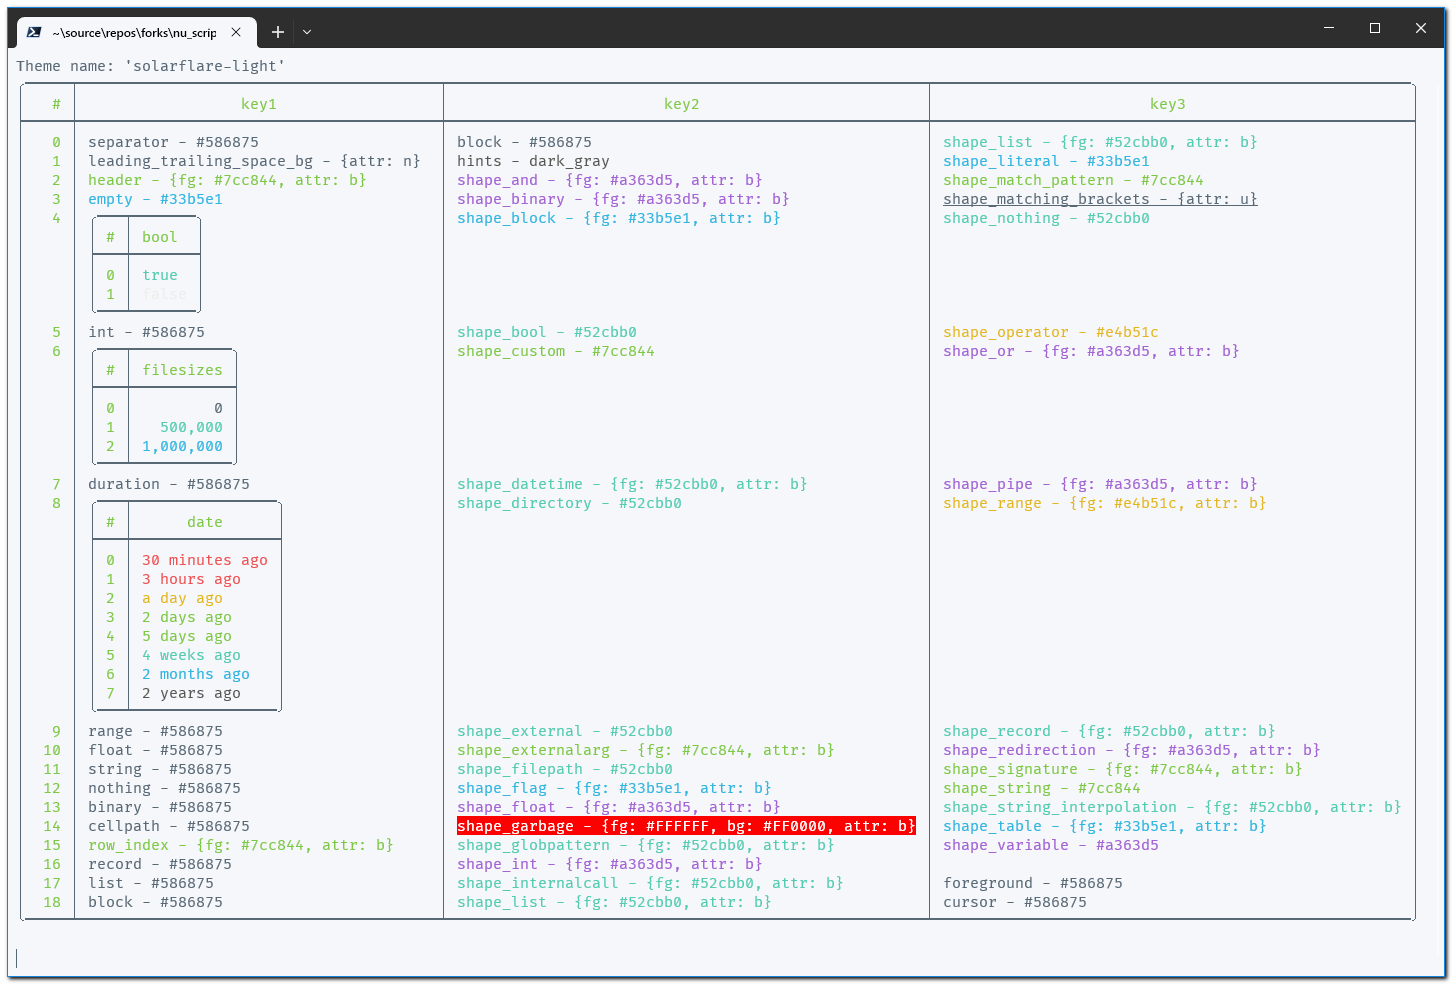 ~\source\repos\forks\nu_scrip
Theme name: 'solarflare-light'
# key1 key2 key3
0 separator - #586875 block - #586875 shape_list - {fg: #52cbb0, attr: b}
1 leading_trailing_space_bg - {attr: n} hints - dark_gray shape_literal - #33b5e1
2 header - {fg: #7cc844, attr: b} shape_and - {fg: #a363d5, attr: b} shape_match_pattern - #7cc844
3 empty - #33b5e1 shape_binary - {fg: #a363d5, attr: b} shape_matching_brackets - {attr: u}
4 shape_block - {fg: #33b5e1, attr: b} shape_nothing - #52cbb0
# bool
0 true
1 false
5 int - #586875 shape_bool - #52cbb0 shape_operator - #e4b51c
6 shape_custom - #7cc844 shape_or - {fg: #a363d5, attr: b}
# filesizes
0 0
1 500,000
2 1,000,000
7 duration - #586875 shape_datetime - {fg: #52cbb0, attr: b} shape_pipe - {fg: #a363d5, attr: b}
8 shape_directory - #52cbb0 shape_range - {fg: #e4b51c, attr: b}
# date
0 30 minutes ago
1 3 hours ago
2 a day ago
3 2 days ago
4 5 days ago
5 4 weeks ago
6 2 months ago
7 2 years ago
9 range - #586875 shape_external - #52cbb0 shape_record - {fg: #52cbb0, attr: b}
10 float - #586875 shape_externalarg - {fg: #7cc844, attr: b} shape_redirection - {fg: #a363d5, attr: b}
11 string - #586875 shape_filepath - #52cbb0 shape_signature - {fg: #7cc844, attr: b}
12 nothing - #586875 shape_flag - {fg: #33b5e1, attr: b} shape_string - #7cc844
13 binary - #586875 shape_float - {fg: #a363d5, attr: b} shape_string_interpolation - {fg: #52cbb0, attr: b}
14 cellpath - #586875 shape_garbage - {fg: #FFFFFF, bg: #FF0000, attr: b} shape_table - {fg: #33b5e1, attr: b}
15 row_index - {fg: #7cc844, attr: b} shape_globpattern - {fg: #52cbb0, attr: b} shape_variable - #a363d5
16 record - #586875 shape_int - {fg: #a363d5, attr: b}
17 list - #586875 shape_internalcall - {fg: #52cbb0, attr: b} foreground - #586875
18 block - #586875 shape_list - {fg: #52cbb0, attr: b} cursor - #586875